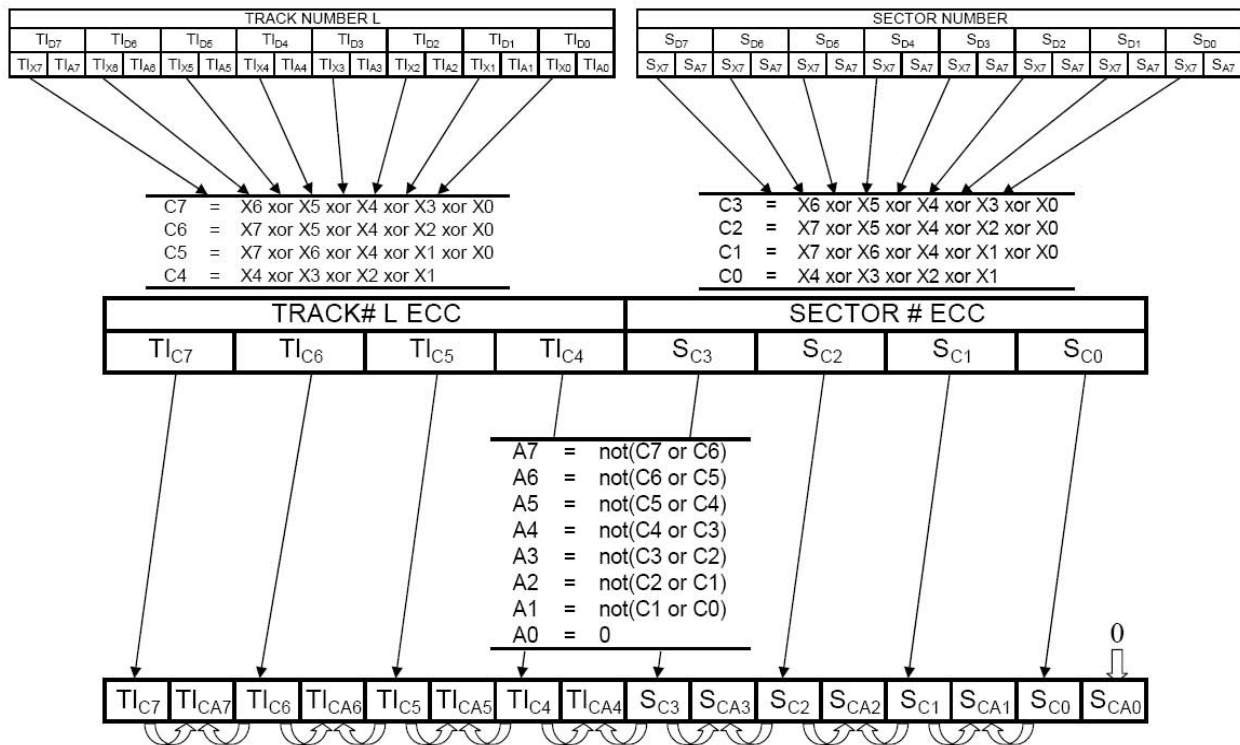 TRACK NUMBER L
TI_D7 TI_D6 TI_D5 TI_D4 TI_D3 TI_D2 TI_D1 TI_D0
TI_X7 TI_A7 TI_X6 TI_A6 TI_X5 TI_A5 TI_X4 TI_A4 TI_X3 TI_A3 TI_X2 TI_A2 TI_X1 TI_A1 TI_X0 TI_A0
SECTOR NUMBER
S_D7 S_D6 S_D5 S_D4 S_D3 S_D2 S_D1 S_D0
S_X7 S_A7 S_X7 S_A7 S_X7 S_A7 S_X7 S_A7 S_X7 S_A7 S_X7 S_A7 S_X7 S_A7 S_X7 S_A7
C7 = X6 xor X5 xor X4 xor X3 xor X0
C6 = X7 xor X5 xor X4 xor X2 xor X0
C5 = X7 xor X6 xor X4 xor X1 xor X0
C4 = X4 xor X3 xor X2 xor X1
C3 = X6 xor X5 xor X4 xor X3 xor X0
C2 = X7 xor X5 xor X4 xor X2 xor X0
C1 = X7 xor X6 xor X4 xor X1 xor X0
C0 = X4 xor X3 xor X2 xor X1
TRACK# L ECC SECTOR # ECC
TI_C7 TI_C6 TI_C5 TI_C4 S_C3 S_C2 S_C1 S_C0
A7 = not(C7 or C6)
A6 = not(C6 or C5)
A5 = not(C5 or C4)
A4 = not(C4 or C3)
A3 = not(C3 or C2)
A2 = not(C2 or C1)
A1 = not(C1 or C0)
A0 = 0
0
TI_C7 TI_CA7 TI_C6 TI_CA6 TI_C5 TI_CA5 TI_C4 TI_CA4 S_C3 S_CA3 S_C2 S_CA2 S_C1 S_CA1 S_C0 S_CA0